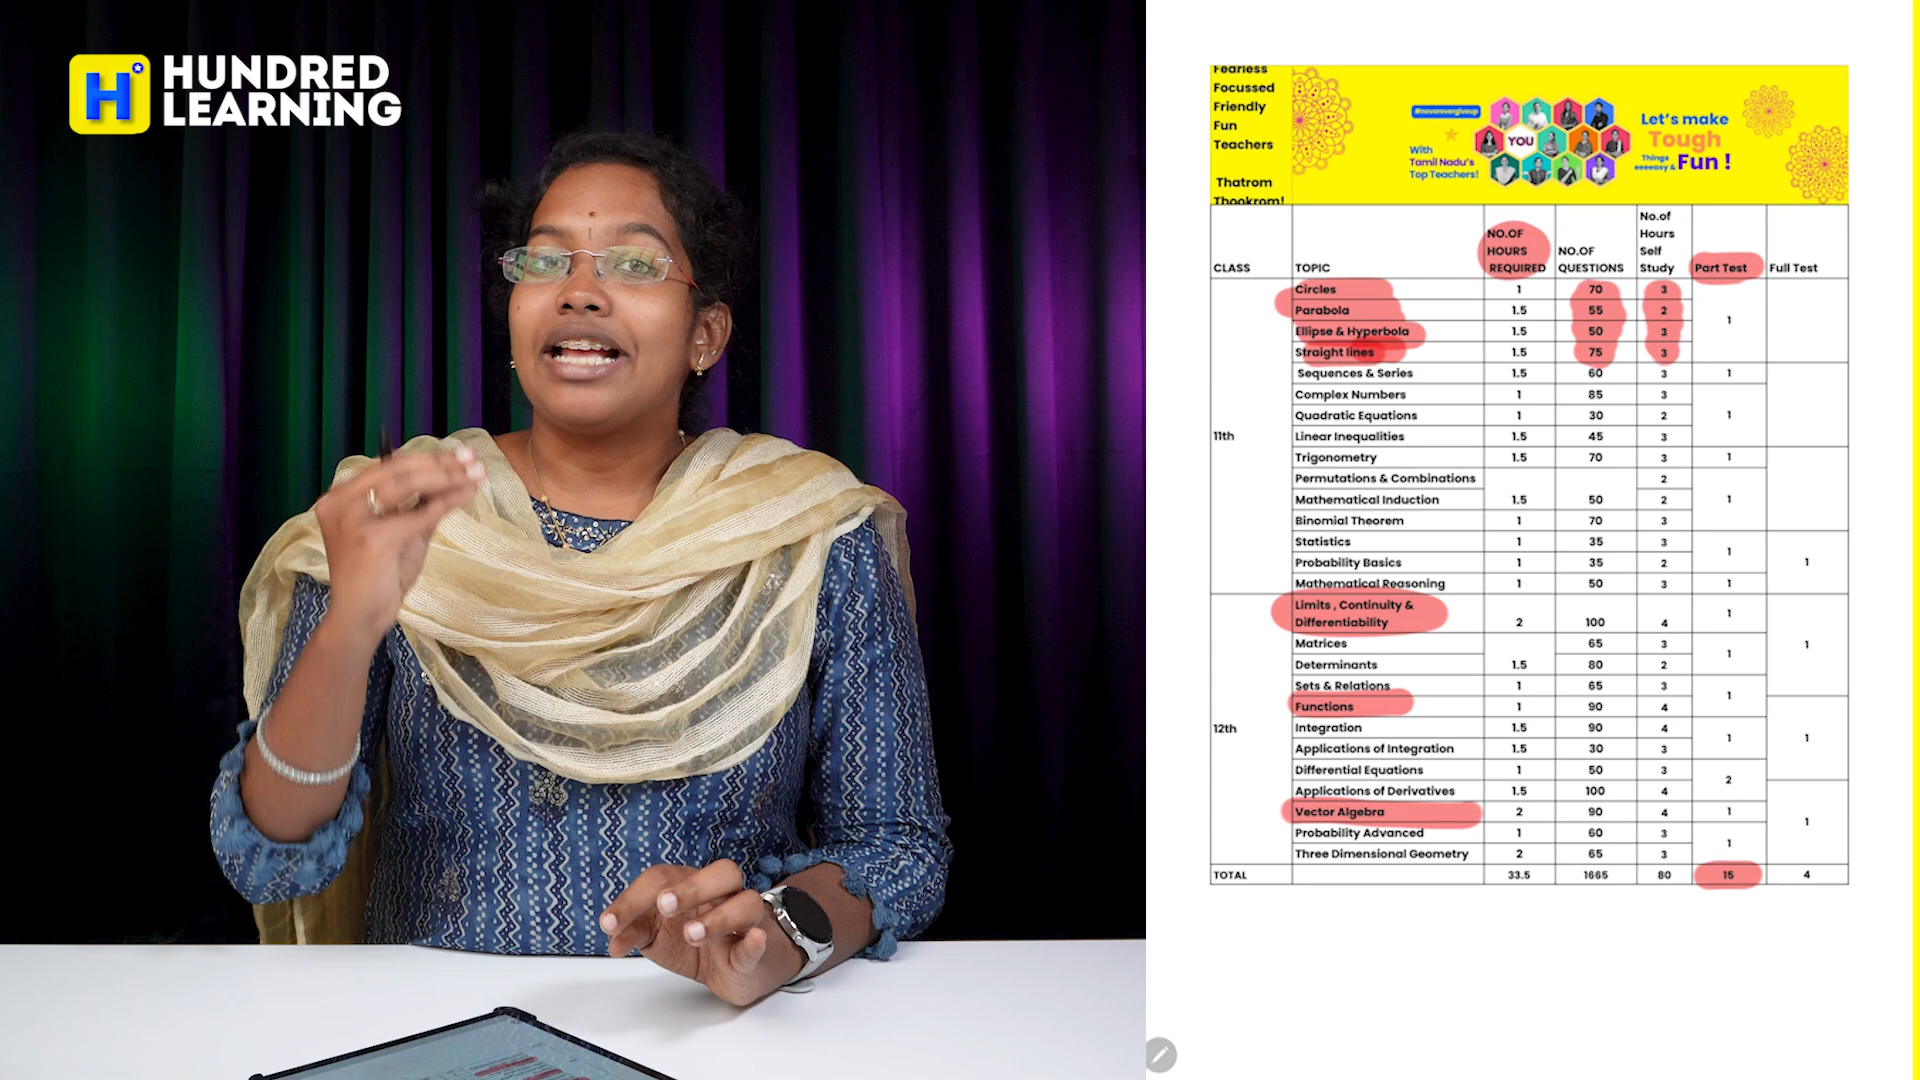 HUNDRED
LEARNING
Fearless
Focussed
Friendly
Fun
Teachers
Thatrom
Thookrom!
#neverevergiveup
With
Tamil Nadu's
Top Teachers!
YOU
Let's make
Tough
Things
eeeeasy & Fun !
CLASS TOPIC NO.OF HOURS REQUIRED NO.OF QUESTIONS No.of Hours Self Study Part Test Full Test
11th
Circles 1 70 3
Parabola 1.5 55 2
1
Ellipse & Hyperbola 1.5 50 3
Straight lines 1.5 75 3
Sequences & Series 1.5 60 3 1
Complex Numbers 1 85 3
Quadratic Equations 1 30 2 1
Linear Inequalities 1.5 45 3
Trigonometry 1.5 70 3 1
Permutations & Combinations 2
Mathematical Induction 1.5 50 2 1
Binomial Theorem 1 70 3
Statistics 1 35 3
1
Probability Basics 1 35 2 1
Mathematical Reasoning 1 50 3 1
12th
Limits , Continuity &
Differentiability 2 100 4 1
Matrices 65 3 1
1
Determinants 1.5 80 2
Sets & Relations 1 65 3
1
Functions 1 90 4
Integration 1.5 90 4
1 1
Applications of Integration 1.5 30 3
Differential Equations 1 50 3
2
Applications of Derivatives 1.5 100 4
Vector Algebra 2 90 4 1
1
Probability Advanced 1 60 3
1
Three Dimensional Geometry 2 65 3
TOTAL 33.5 1665 80 15 4